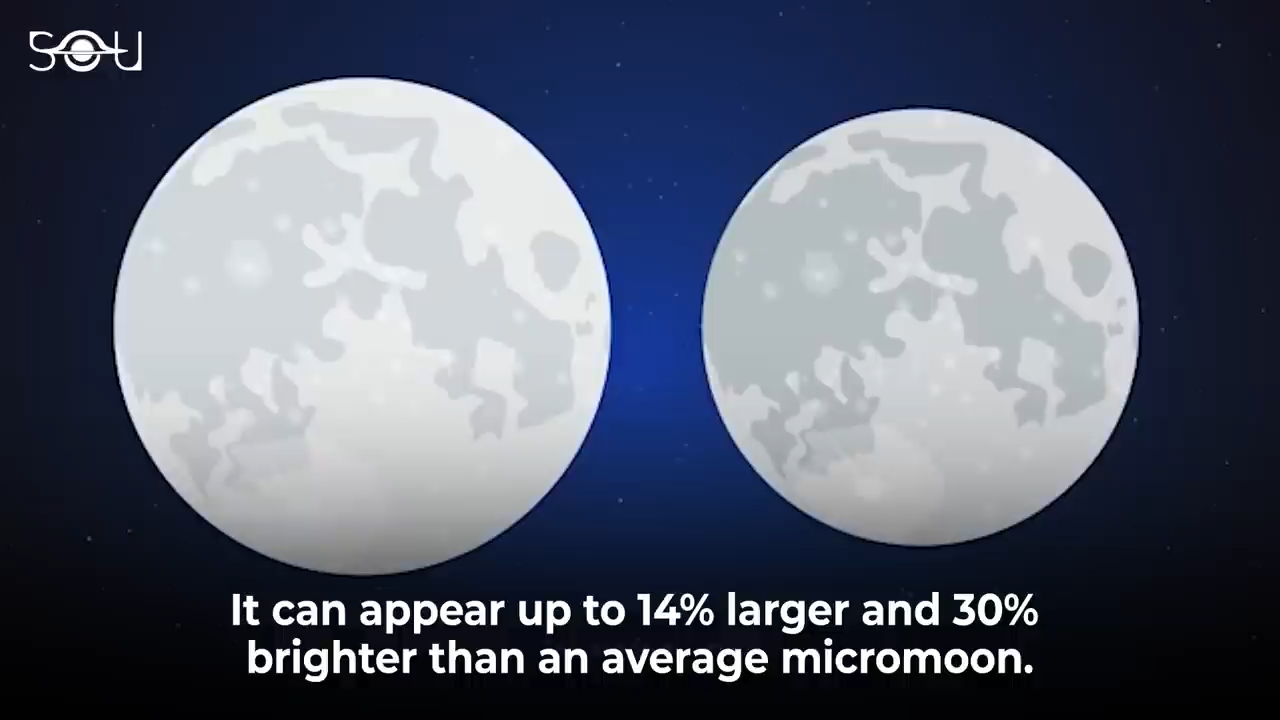 SOU
It can appear up to 14% larger and 30%
brighter than an average micromoon.